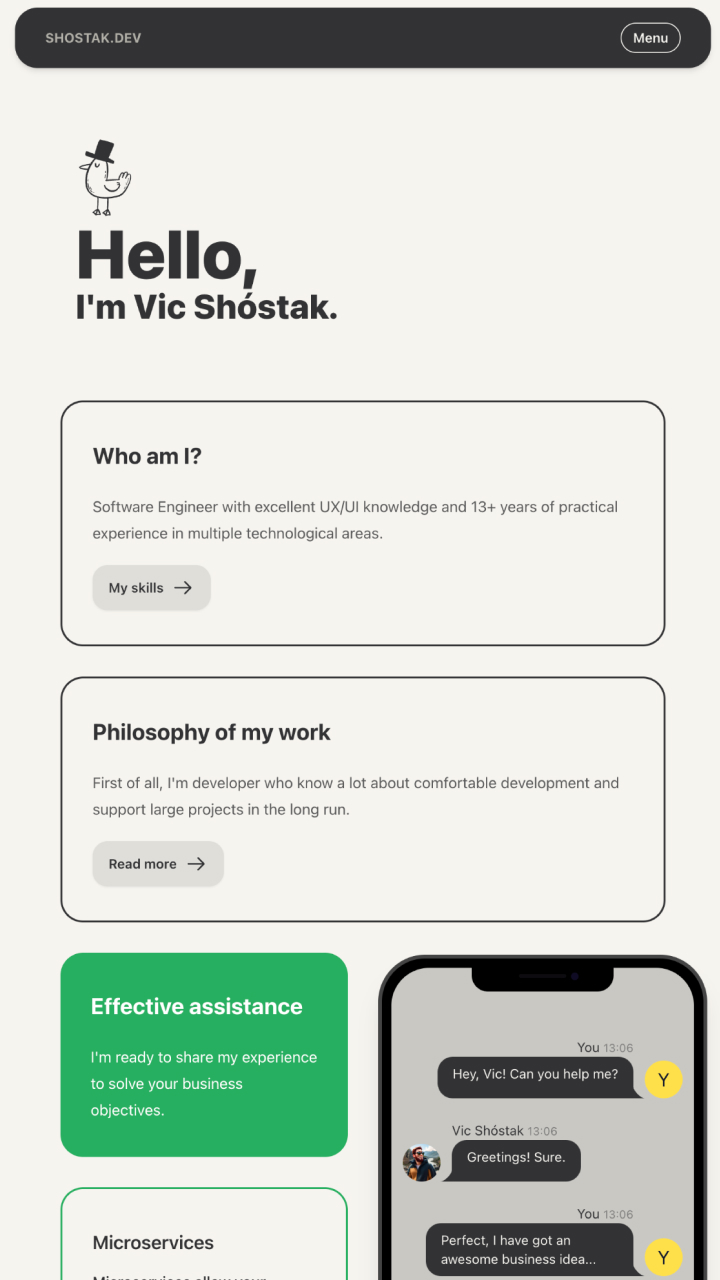 SHOSTAK.DEV
Menu
Hello,
I'm Vic Shóstak.
Who am I?
Software Engineer with excellent UX/UI knowledge and 13+ years of practical
experience in multiple technological areas.
My skills
Philosophy of my work
First of all, I'm developer who know a lot about comfortable development and
support large projects in the long run.
Read more
Effective assistance
I'm ready to share my experience
to solve your business
objectives.
Microservices
Microservices allow your
You 13:06
Hey, Vic! Can you help me?
Y
Vic Shóstak 13:06
Greetings! Sure.
You 13:06
Perfect, I have got an
awesome business idea...
Y